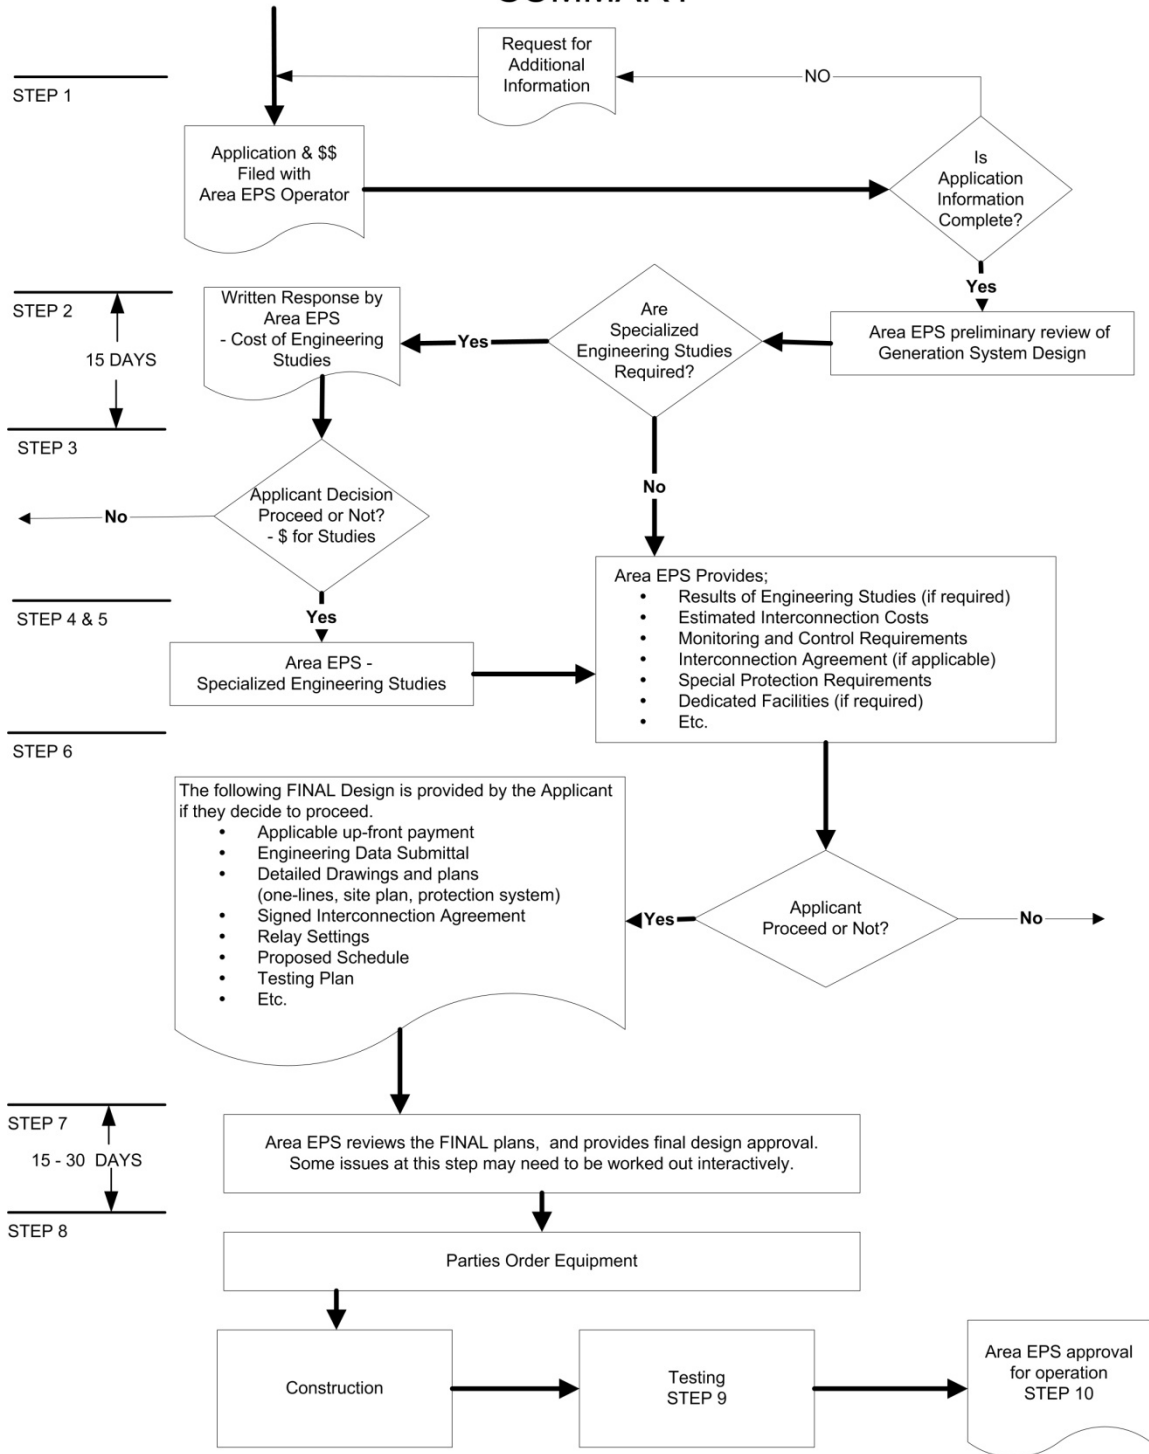 SUMMARY
Request for
Additional
Information
NO
STEP 1
Application & $$
Filed with
Area EPS Operator
Is
Application
Information
Complete?
Yes
STEP 2
15 DAYS
Written Response by
Area EPS
- Cost of Engineering
Studies
Yes
Are
Specialized
Engineering Studies
Required?
Area EPS preliminary review of
Generation System Design
STEP 3
No
Applicant Decision
Proceed or Not?
- $ for Studies
No
STEP 4 & 5
Yes
Area EPS -
Specialized Engineering Studies
Area EPS Provides;
• Results of Engineering Studies (if required)
• Estimated Interconnection Costs
• Monitoring and Control Requirements
• Interconnection Agreement (if applicable)
• Special Protection Requirements
• Dedicated Facilities (if required)
• Etc.
STEP 6
The following FINAL Design is provided by the Applicant
if they decide to proceed.
• Applicable up-front payment
• Engineering Data Submittal
• Detailed Drawings and plans
(one-lines, site plan, protection system)
• Signed Interconnection Agreement
• Relay Settings
• Proposed Schedule
• Testing Plan
• Etc.
Yes
Applicant
Proceed or Not?
No
STEP 7
15 - 30 DAYS
Area EPS reviews the FINAL plans, and provides final design approval.
Some issues at this step may need to be worked out interactively.
STEP 8
Parties Order Equipment
Construction
Testing
STEP 9
Area EPS approval
for operation
STEP 10